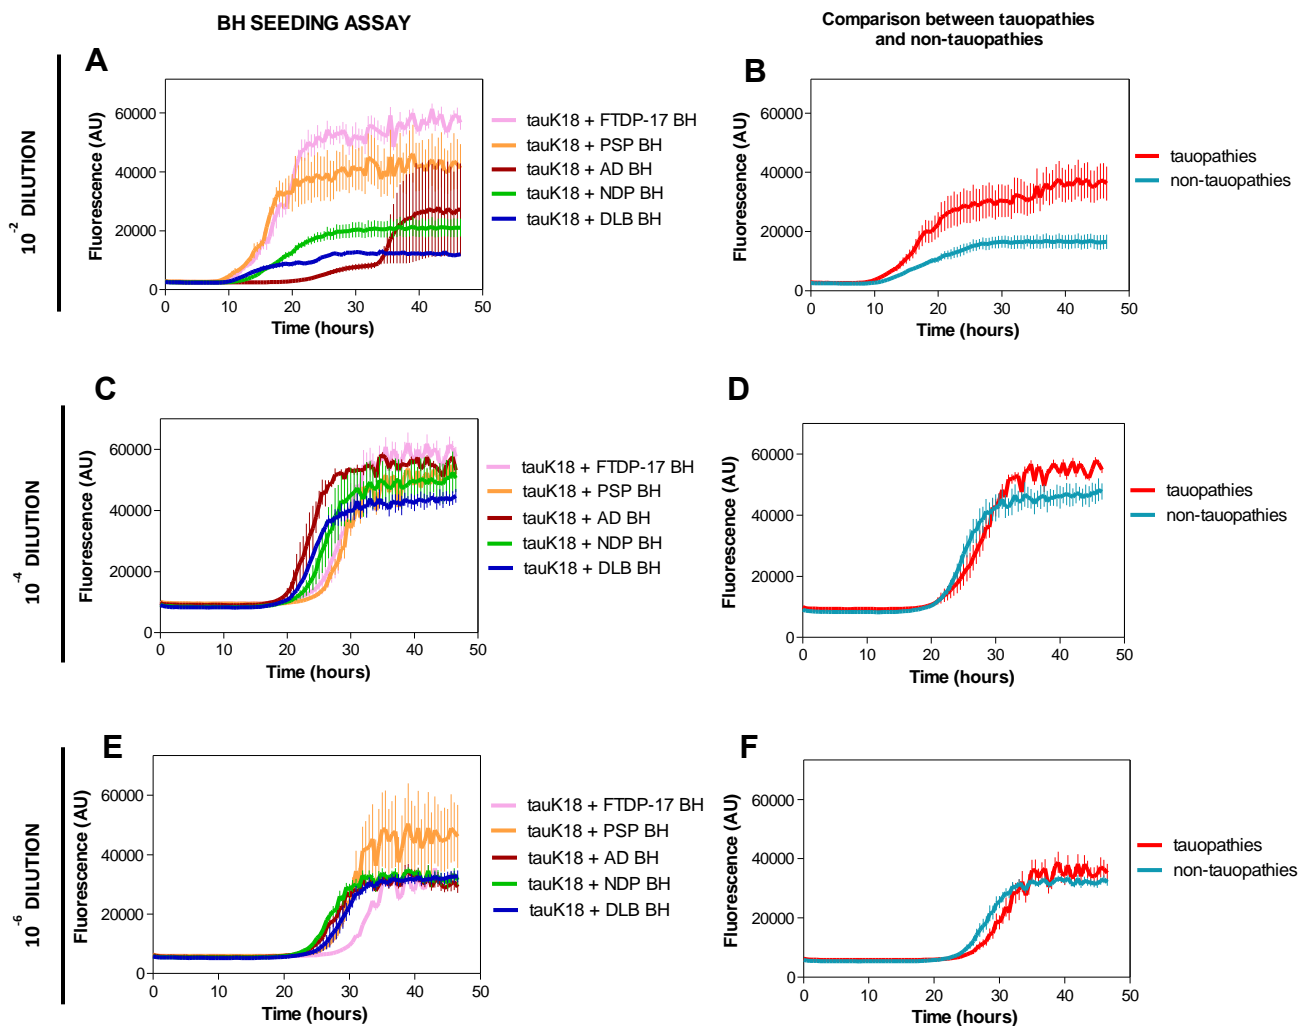 BH SEEDING ASSAY
Comparison between tauopathies
and non-tauopathies
10-2 DILUTION
A
Fluorescence (AU)
60000
40000
20000
0
0 10 20 30 40 50
Time (hours)
tauK18 + FTDP-17 BH
tauK18 + PSP BH
tauK18 + AD BH
tauK18 + NDP BH
tauK18 + DLB BH
B
Fluorescence (AU)
60000
40000
20000
0
0 10 20 30 40 50
Time (hours)
tauopathies
non-tauopathies
10-4 DILUTION
C
Fluorescence (AU)
60000
40000
20000
0
0 10 20 30 40 50
Time (hours)
tauK18 + FTDP-17 BH
tauK18 + PSP BH
tauK18 + AD BH
tauK18 + NDP BH
tauK18 + DLB BH
D
Fluorescence (AU)
60000
40000
20000
0
0 10 20 30 40 50
Time (hours)
tauopathies
non-tauopathies
10-6 DILUTION
E
Fluorescence (AU)
60000
40000
20000
0
0 10 20 30 40 50
Time (hours)
tauK18 + FTDP-17 BH
tauK18 + PSP BH
tauK18 + AD BH
tauK18 + NDP BH
tauK18 + DLB BH
F
Fluorescence (AU)
60000
40000
20000
0
0 10 20 30 40 50
Time (hours)
tauopathies
non-tauopathies